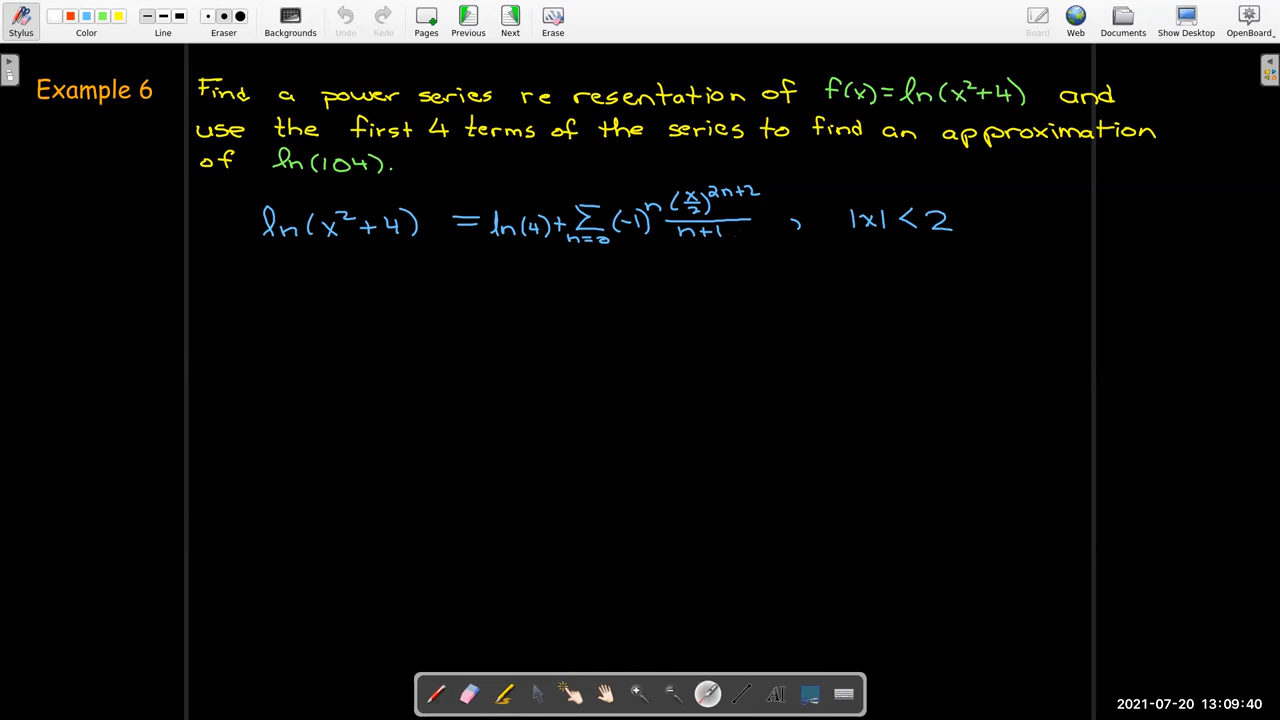 Stylus
Color
Line
Eraser
Backgrounds
Undo
Redo
Pages
Previous
Next
Erase
Board
Web
Documents
Show Desktop
OpenBoard
Example 6
Find a power series re resentation of f(x)=ln(x²+4) and
use the first 4 terms of the series to find an approximation
of ln(104).
ln(x²+4) = ln(4)+ Σ n=0 (-1)^n (x/2)^(2n+2) / n+1 , |x| < 2
AI
2021-07-20 13:09:40